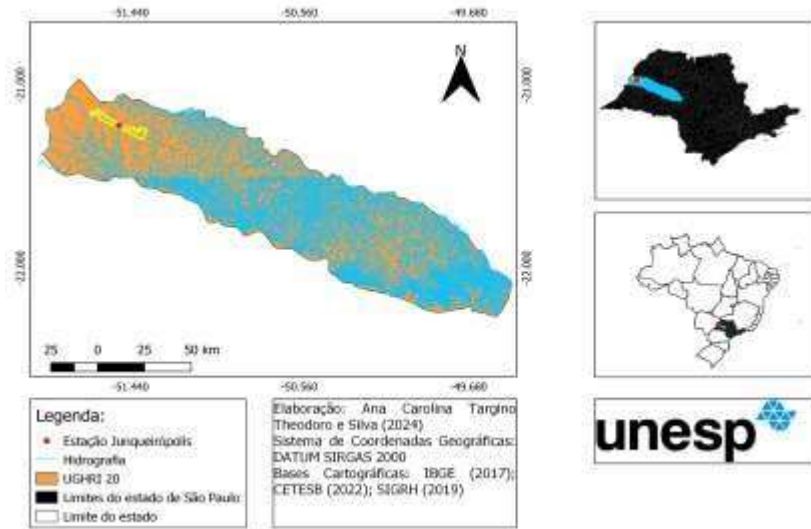 -51.440 -50.560 -49.680
-21.000 -21.000
N
-22.000 -22.000
25 0 25 50 km
-51.440 -50.560 -49.680
Legenda:
Estação Junqueirópolis
Hidrografia
UGHRI 20
Limites do estado de São Paulo
Limite do estado
Elaboração: Ana Carolina Targino
Theodoro e Silva (2024)
Sistema de Coordenadas Geográficas:
DATUM SIRGAS 2000
Bases Cartográficas: IBGE (2017);
CETESB (2022); SIGRH (2019)
unesp